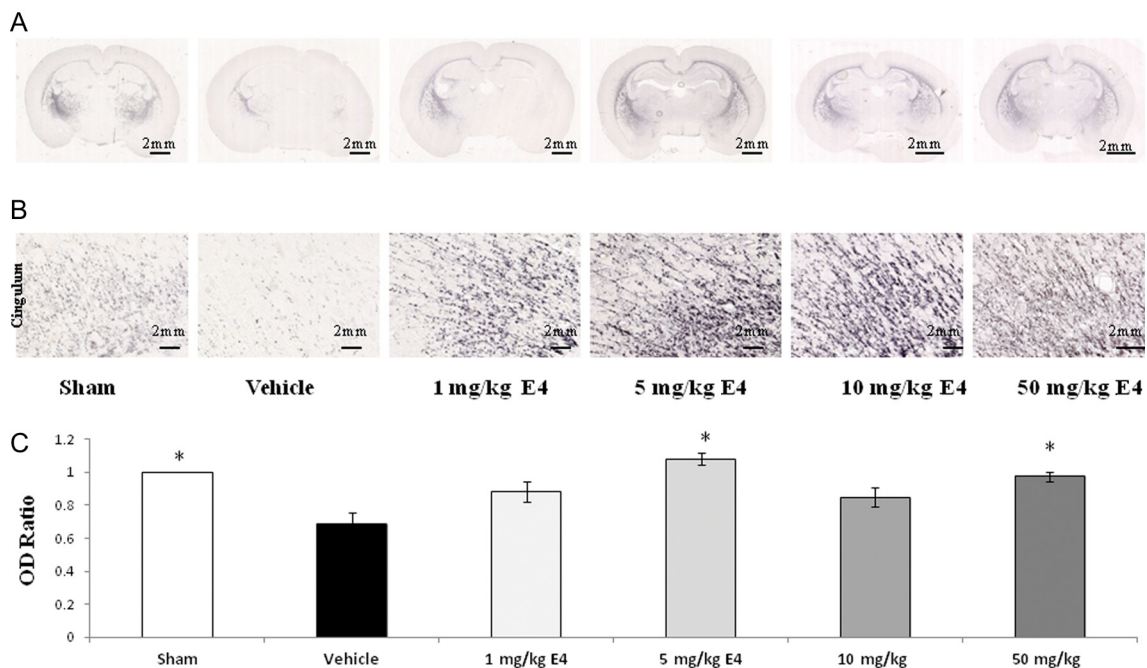 A
2mm 2mm 2mm 2mm 2mm 2mm
B
Cingulum
2mm 2mm 2mm 2mm 2mm 2mm
Sham Vehicle 1 mg/kg E4 5 mg/kg E4 10 mg/kg E4 50 mg/kg E4
C
OD Ratio
1.2
1
0.8
0.6
0.4
0.2
0
* * *
Sham Vehicle 1 mg/kg E4 5 mg/kg E4 10 mg/kg 50 mg/kg